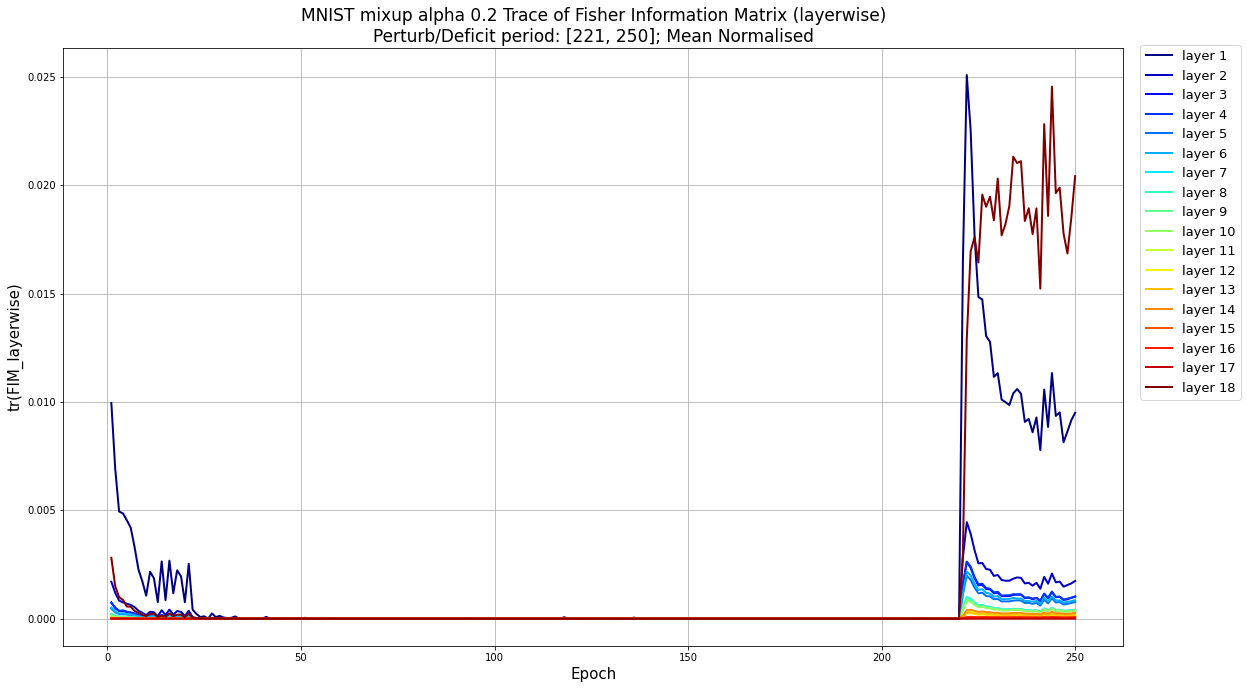 MNIST mixup alpha 0.2 Trace of Fisher Information Matrix (layerwise)
Perturb/Deficit period: [221, 250]; Mean Normalised
tr(FIM_layerwise)
0.025
0.020
0.015
0.010
0.005
0.000
0
50
100
150
200
250
Epoch
layer 1
layer 2
layer 3
layer 4
layer 5
layer 6
layer 7
layer 8
layer 9
layer 10
layer 11
layer 12
layer 13
layer 14
layer 15
layer 16
layer 17
layer 18